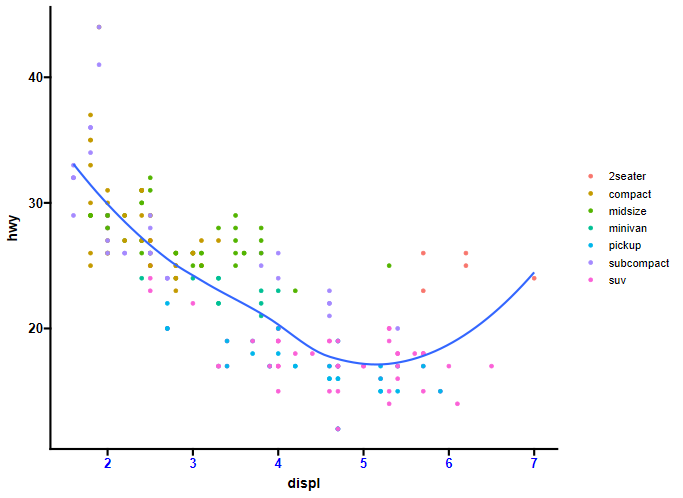 40
30
20
hwy
2 3 4 5 6 7
displ
2seater
compact
midsize
minivan
pickup
subcompact
suv